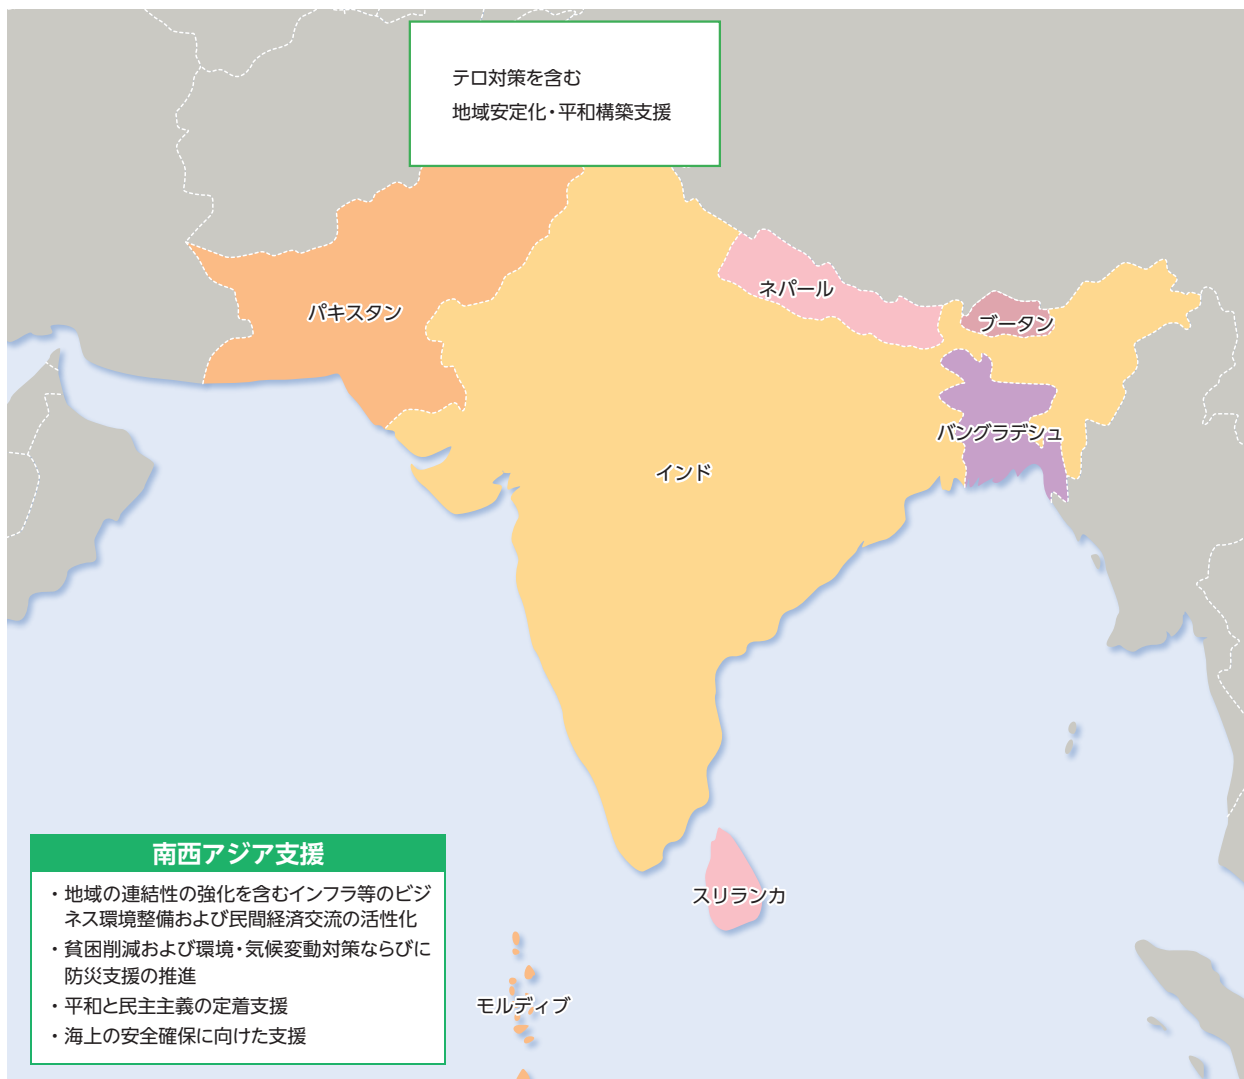 テロ対策を含む
地域安定化・平和構築支援
パキスタン
ネパール
ブータン
バングラデシュ
インド
スリランカ
モルディブ
南西アジア支援
・地域の連結性の強化を含むインフラ等のビジ
ネス環境整備および民間経済交流の活性化
・貧困削減および環境・気候変動対策ならびに
防災支援の推進
・平和と民主主義の定着支援
・海上の安全確保に向けた支援